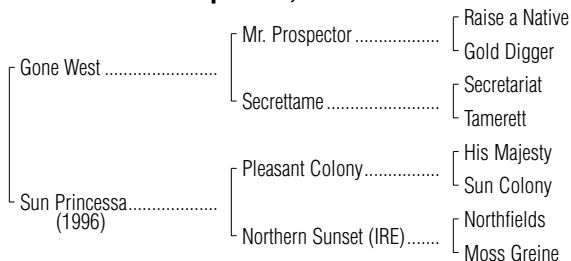 Raise a Native
Mr. Prospector ..................
Gold Digger
Gone West ........................
Secretariat
Secrettame ........................
Tamerett
His Majesty
Pleasant Colony................
Sun Colony
Sun Princessa...................
(1996)
Northfields
Northern Sunset (IRE).......
Moss Greine